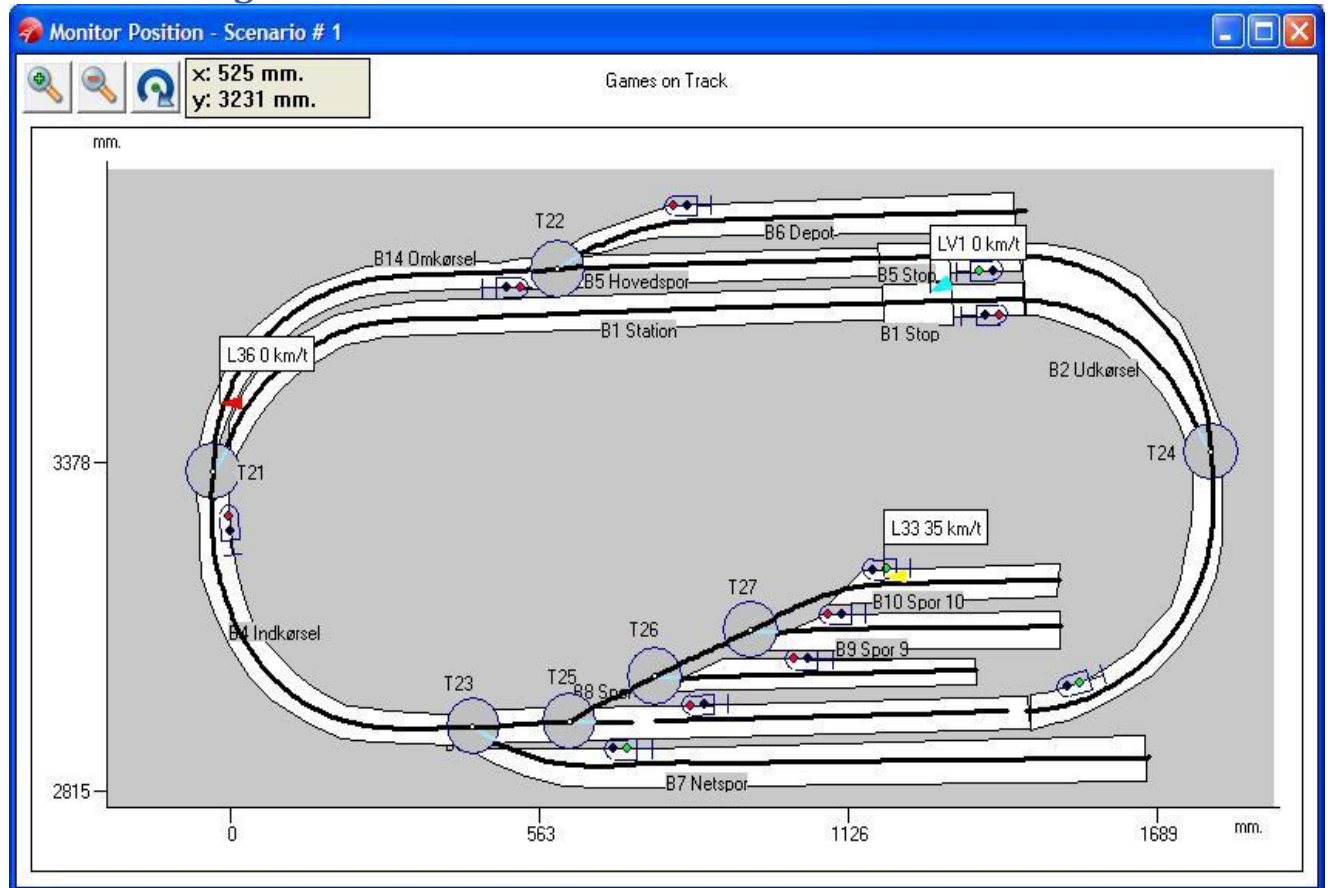 Monitor Position - Scenario # 1
x: 525 mm.
y: 3231 mm.
Games on Track
mm.
T22
B6 Depot
LV1 0 km/t
B14 Omkørsel
B5 Hovedspor
B5 Stop
B1 Station
B1 Stop
L36 0 km/t
B2 Udkørsel
3378
T21
T24
L33 35 km/t
T27
B10 Spor 10
B4 Indkørsel
T26
B9 Spor 9
T23
T25
B8 Spor
B7 Netspor
2815
0
563
1126
1689
mm.